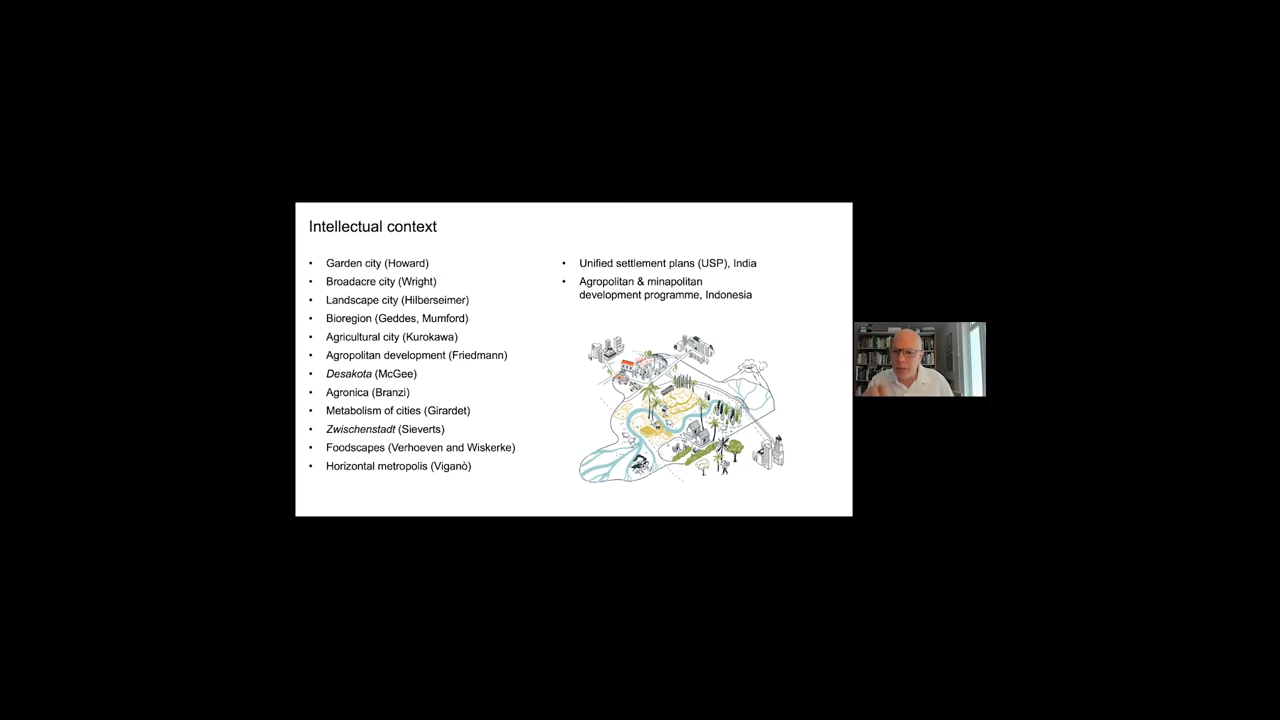 Intellectual context
• Garden city (Howard)
• Broadacre city (Wright)
• Landscape city (Hilberseimer)
• Bioregion (Geddes, Mumford)
• Agricultural city (Kurokawa)
• Agropolitan development (Friedmann)
• Desakota (McGee)
• Agronica (Branzi)
• Metabolism of cities (Girardet)
• Zwischenstadt (Sieverts)
• Foodscapes (Verhoeven and Wiskerke)
• Horizontal metropolis (Viganò)
• Unified settlement plans (USP), India
• Agropolitan & minapolitan
development programme, Indonesia